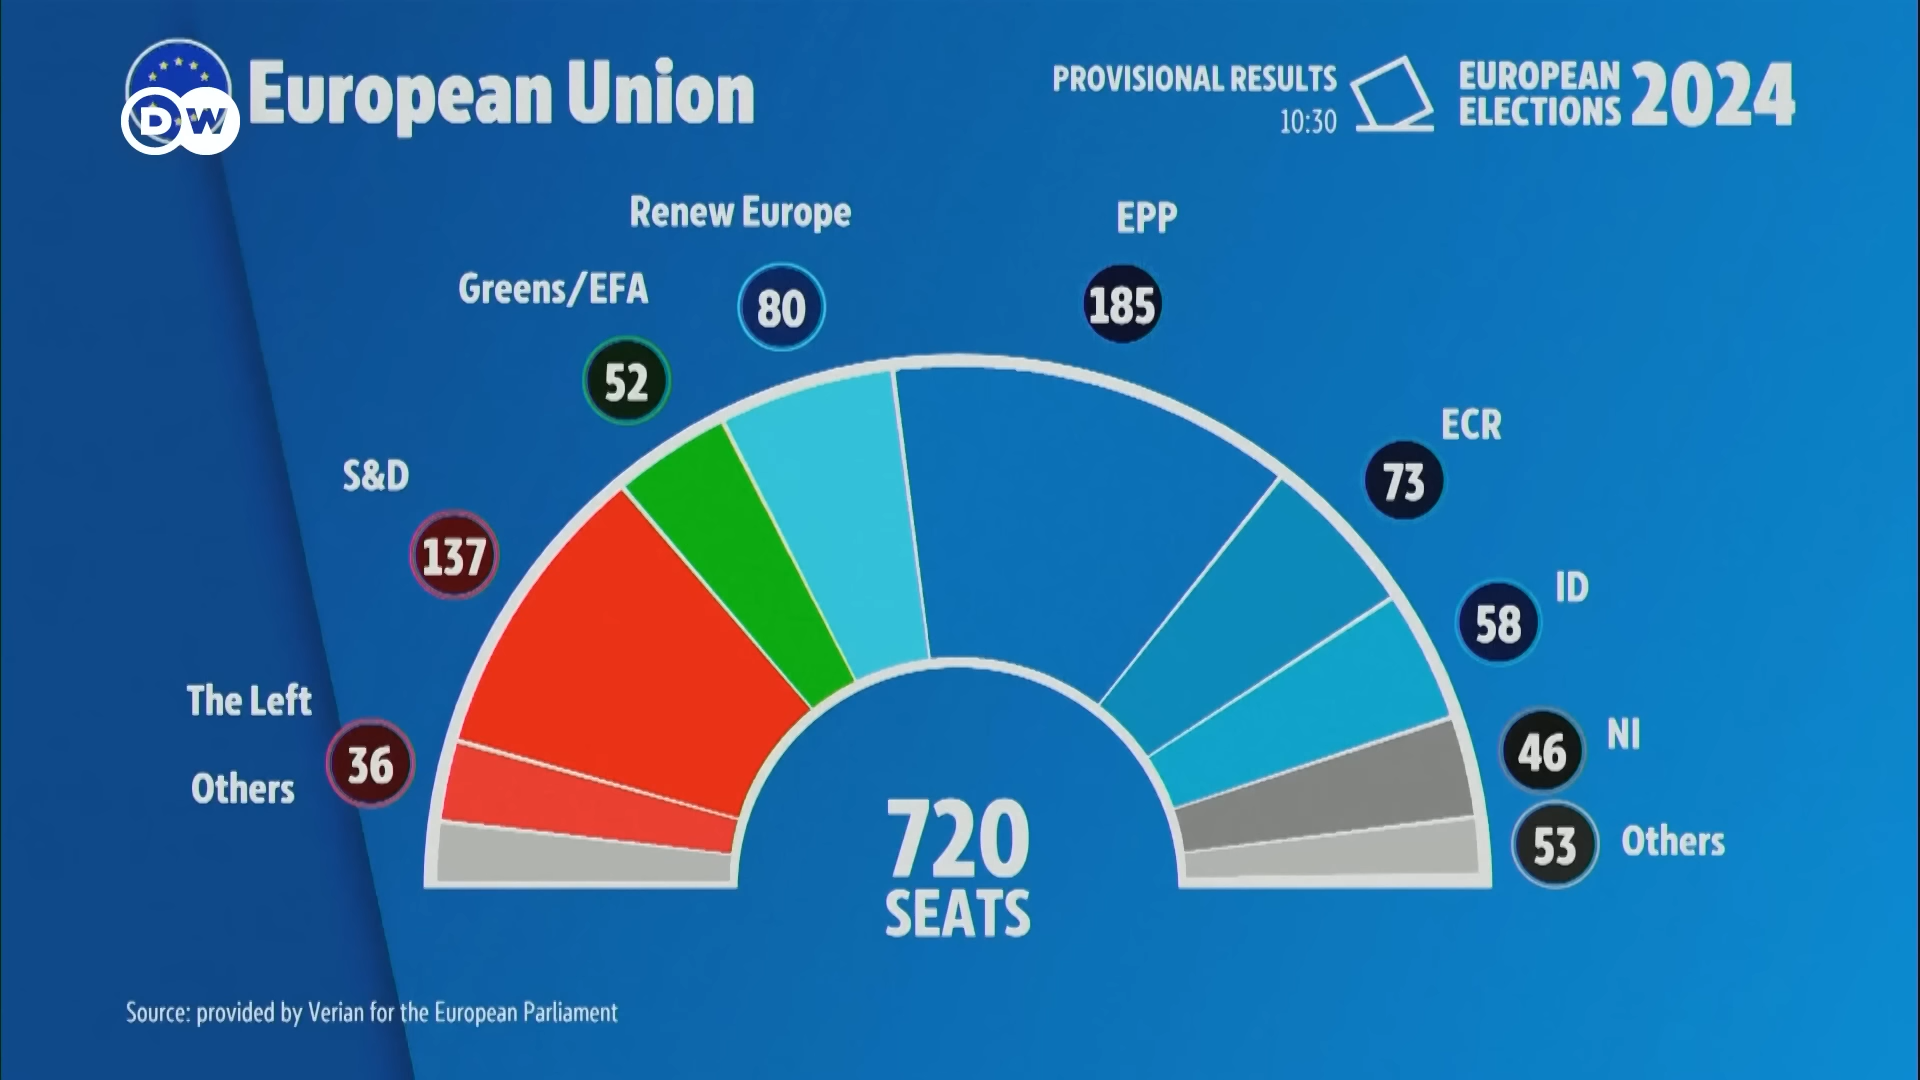 DW
European Union
PROVISIONAL RESULTS
10:30
EUROPEAN
ELECTIONS
2024
Renew Europe
80
EPP
185
Greens/EFA
52
ECR
73
S&D
137
ID
58
The Left
36
Others
NI
46
53
Others
720
SEATS
Source: provided by Verian for the European Parliament